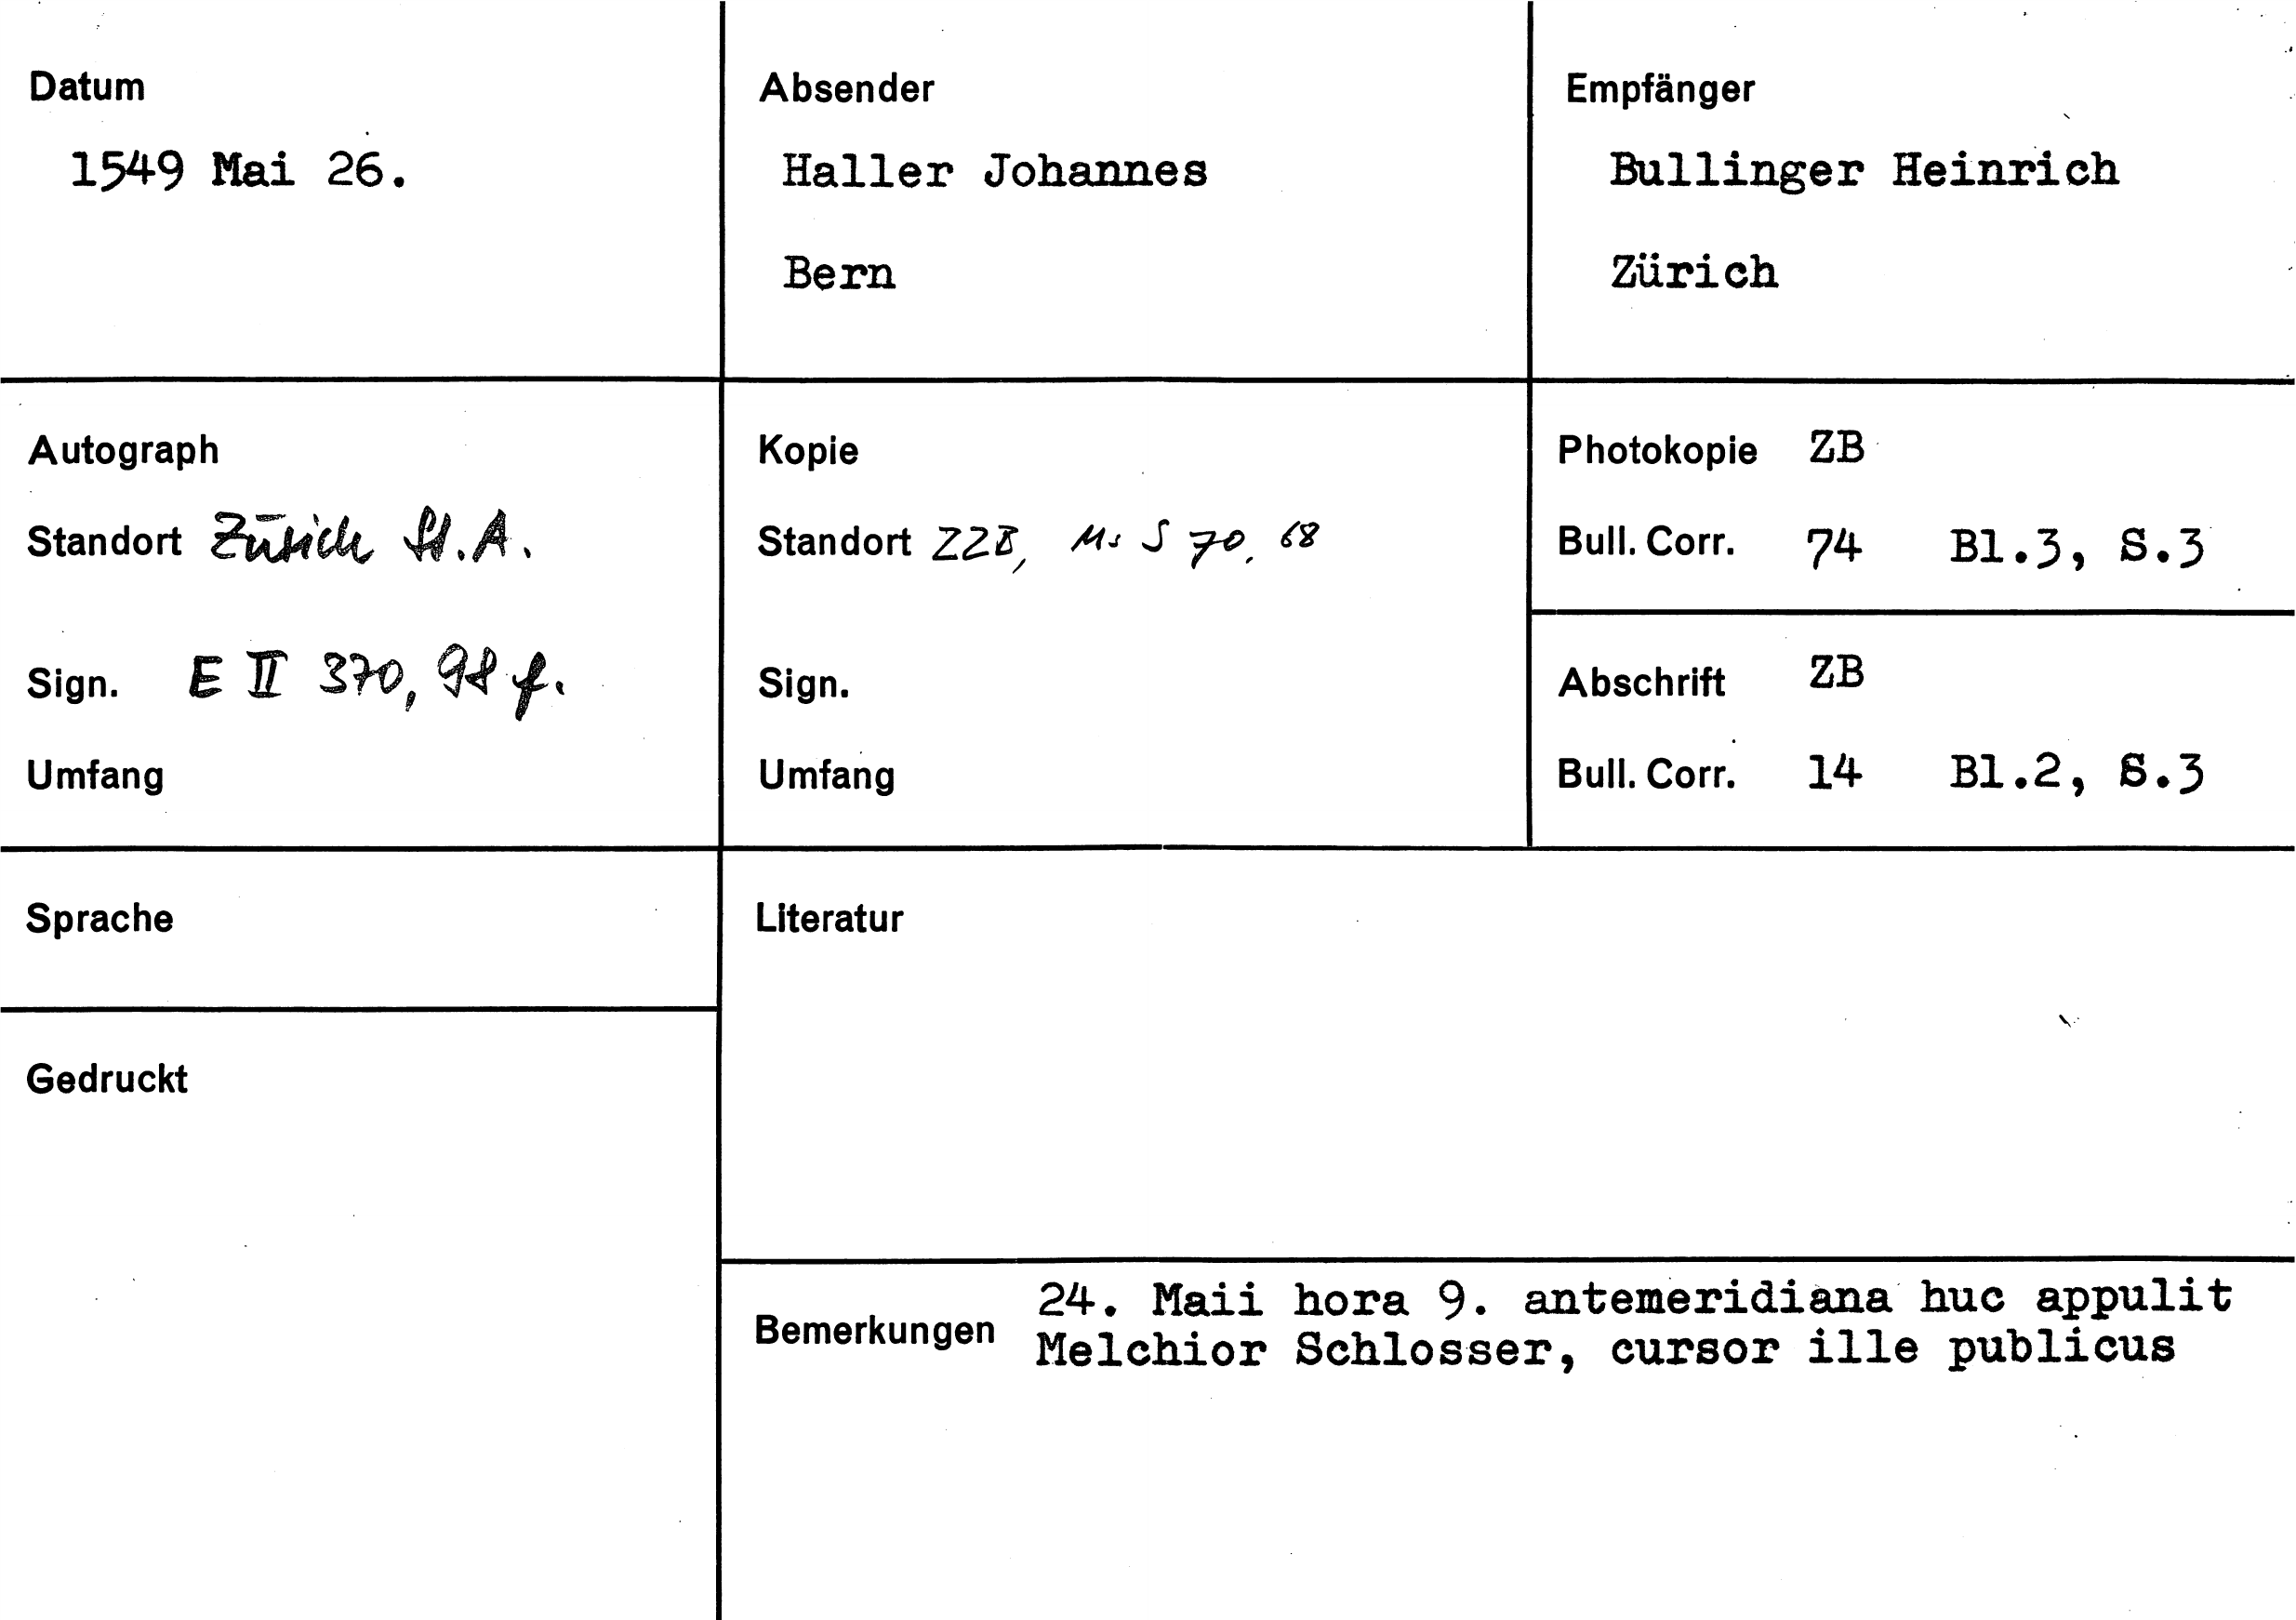 Datum
1549 Mai 26.
Absender
Haller Johannes
Bern
Empfänger
Bullinger Heinrich
Zürich
Autograph
Standort Zürich St.A.
Sign. E II 370, 98 f.
Umfang
Kopie
Standort ZZB, Ms S 70, 68
Sign.
Umfang
Photokopie ZB
Bull. Corr. 74 Bl.3, S.3
Abschrift ZB
Bull. Corr. 14 Bl.2, S.3
Sprache
Gedruckt
Literatur
Bemerkungen
24. Maii hora 9. antemeridiana huc appulit
Melchior Schlosser, cursor ille publicus